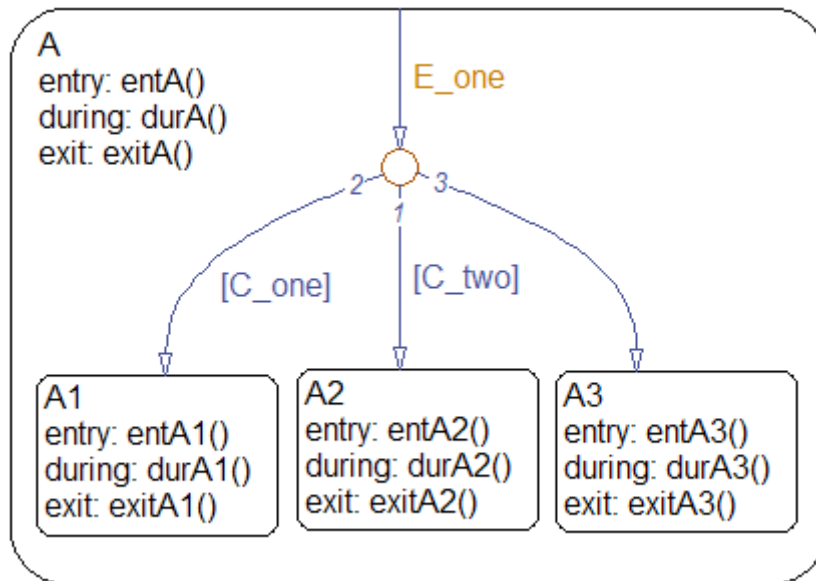 A
entry: entA()
during: durA()
exit: exitA()
E_one
2
1
3
[C_one]
[C_two]
A1
entry: entA1()
during: durA1()
exit: exitA1()
A2
entry: entA2()
during: durA2()
exit: exitA2()
A3
entry: entA3()
during: durA3()
exit: exitA3()